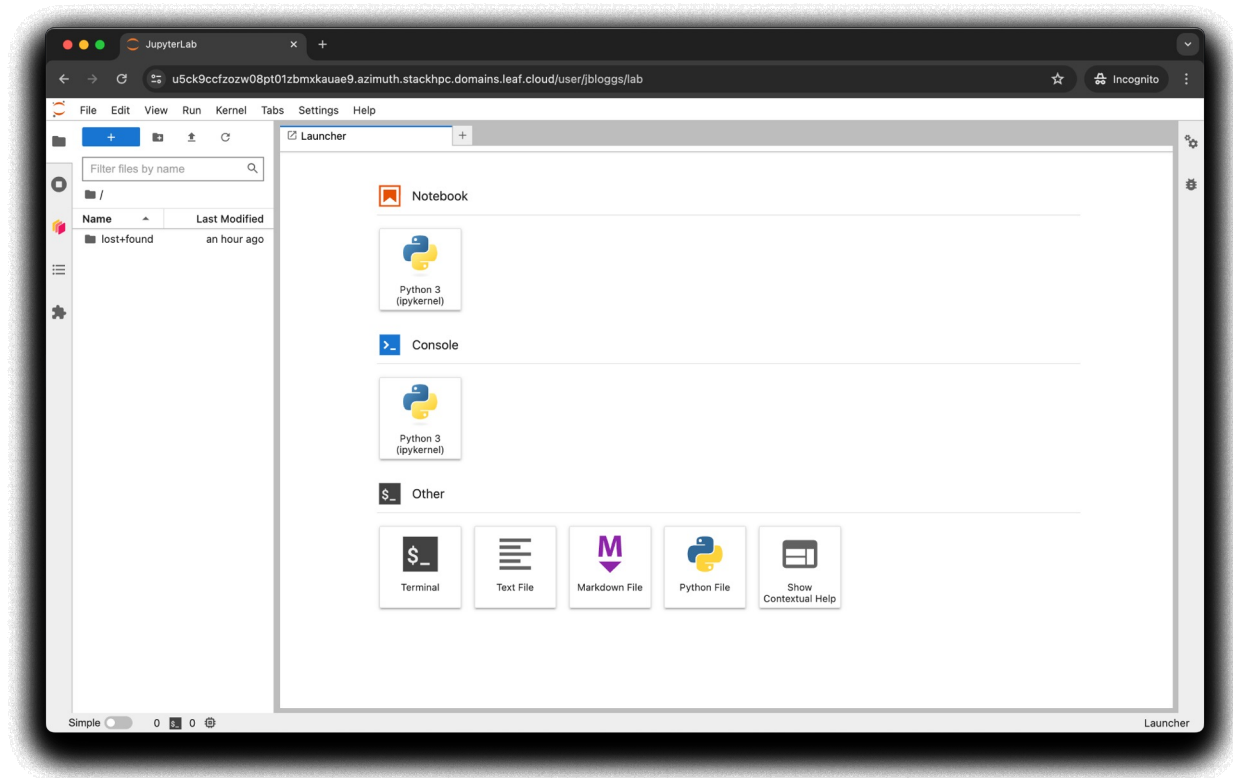 JupyterLab
u5ck9ccfzozw08pt01zbmxkauae9.azimuth.stackhpc.domains.leaf.cloud/user/jbloggs/lab
Incognito
File Edit View Run Kernel Tabs Settings Help
Launcher
Filter files by name
/
Name Last Modified
lost+found an hour ago
Notebook
Python 3
(ipykernel)
Console
Python 3
(ipykernel)
$_ Other
$_
Terminal
Text File
M
Markdown File
Python File
Show
Contextual Help
Simple 0 $_ 0
Launcher